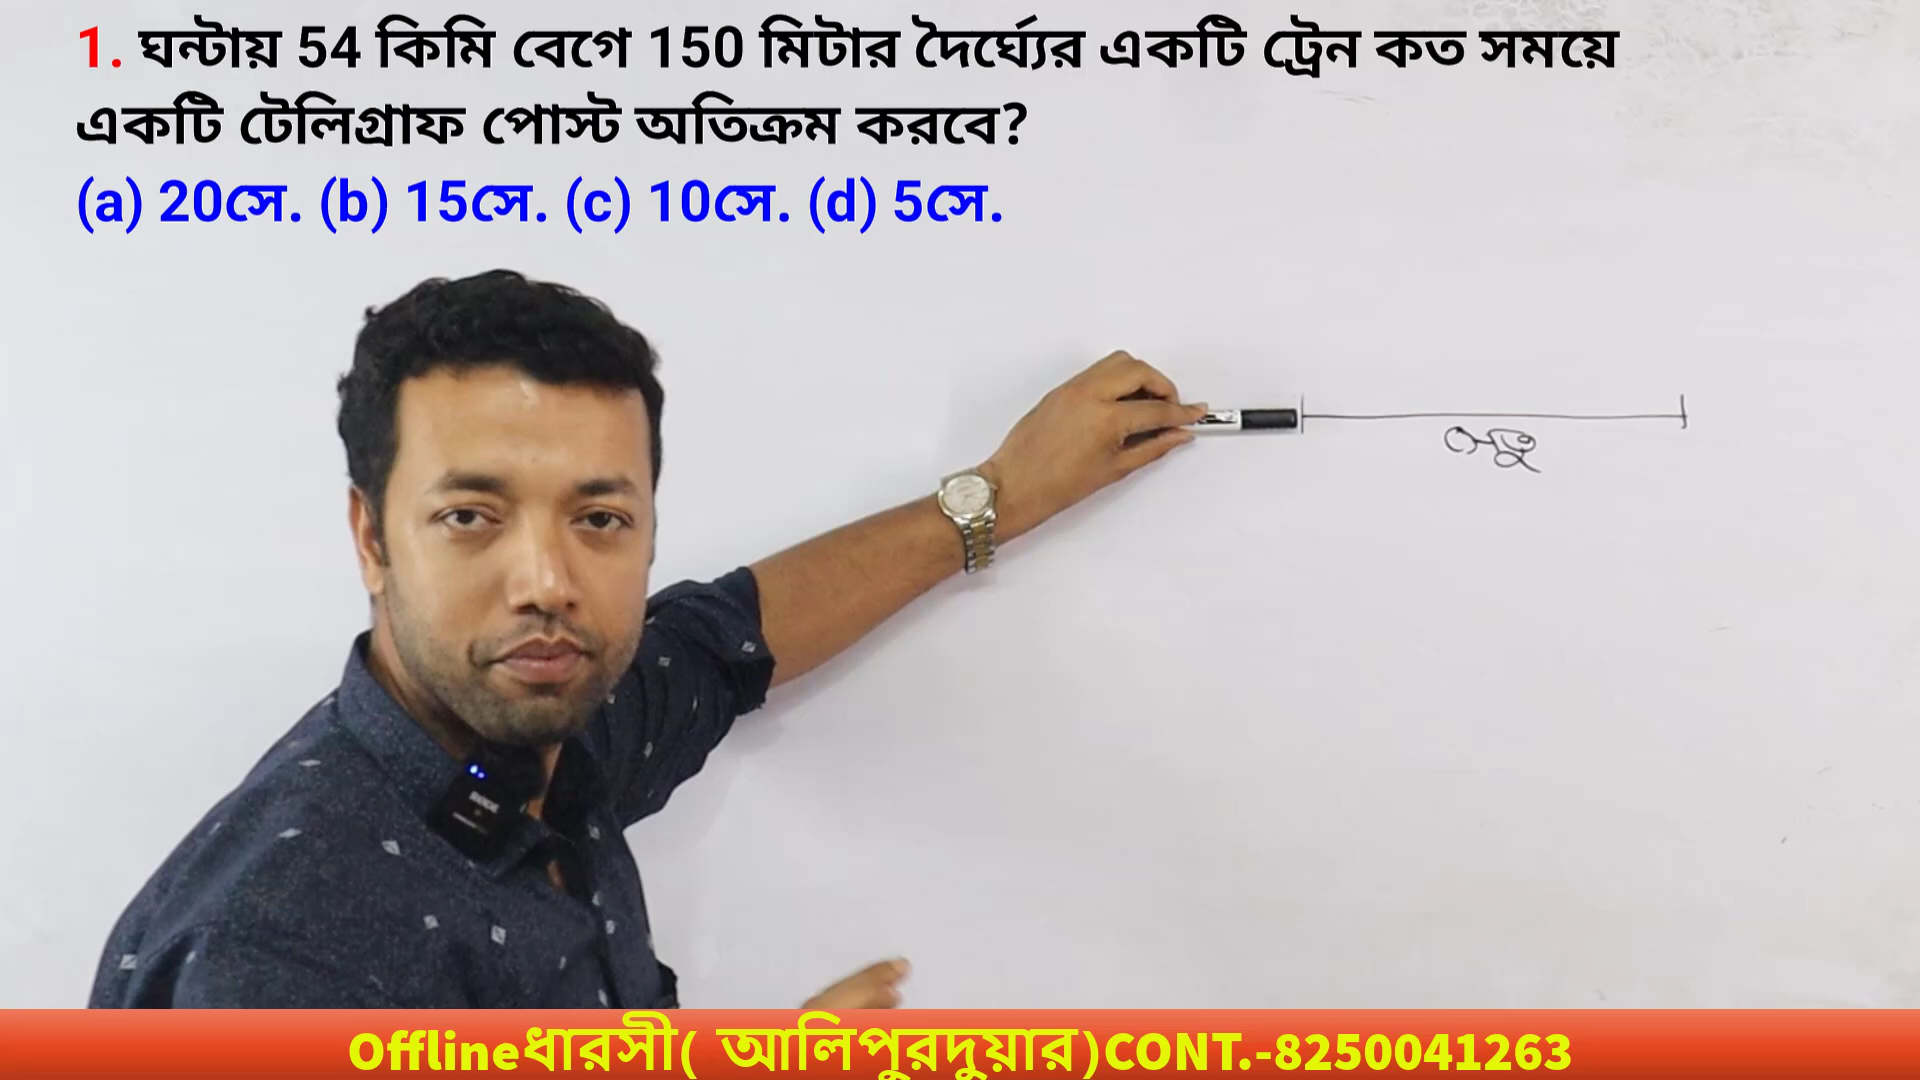 1. ঘন্টায় 54 কিমি বেগে 150 মিটার দৈর্ঘ্যের একটি ট্রেন কত সময়ে
একটি টেলিগ্রাফ পোস্ট অতিক্রম করবে?
(a) 20সে. (b) 15সে. (c) 10সে. (d) 5সে.
সেতু
Offlineধারসী( আলিপুরদুয়ার)CONT.-8250041263